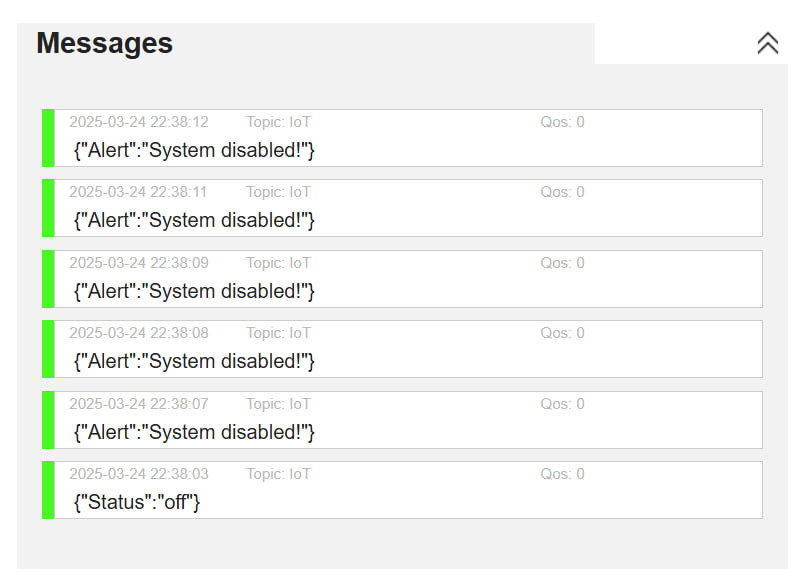 Messages
2025-03-24 22:38:12 Topic: IoT Qos: 0
{"Alert":"System disabled!"}
2025-03-24 22:38:11 Topic: IoT Qos: 0
{"Alert":"System disabled!"}
2025-03-24 22:38:09 Topic: IoT Qos: 0
{"Alert":"System disabled!"}
2025-03-24 22:38:08 Topic: IoT Qos: 0
{"Alert":"System disabled!"}
2025-03-24 22:38:07 Topic: IoT Qos: 0
{"Alert":"System disabled!"}
2025-03-24 22:38:03 Topic: IoT Qos: 0
{"Status":"off"}